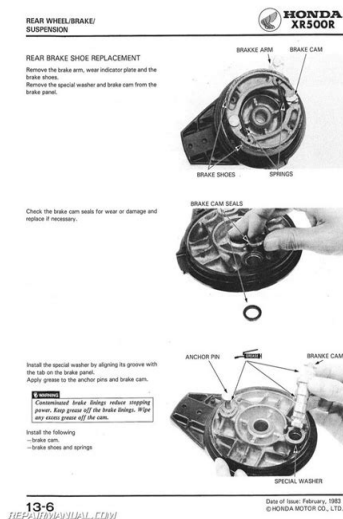 REAR WHEEL/BRAKE/
SUSPENSION
HONDA
XR500R
REAR BRAKE SHOE REPLACEMENT
Remove the brake arm, wear indicator plate and the
brake shoes.
Remove the special washer and brake cam from the
brake panel.
BRAKKE ARM
BRAKE CAM
BRAKE SHOES
SPRINGS
Check the brake cam seals for wear or damage and
replace if necessary.
BRAKE CAM SEALS
Install the special washer by aligning its groove with
the tab on the brake panel.
Apply grease to the anchor pins and brake cam.
WARNING
Contaminated brake linings reduce stopping
power. Keep grease off the brake linings. Wipe
any excess grease off the cam.
Install the following
—brake cam.
—brake shoes and springs
ANCHOR PIN
GREASE
BRANKE CAM
SPECIAL WASHER
13-6
Date of Issue: February, 1983
© HONDA MOTOR CO., LTD.
REPAIRMANUAL.COM